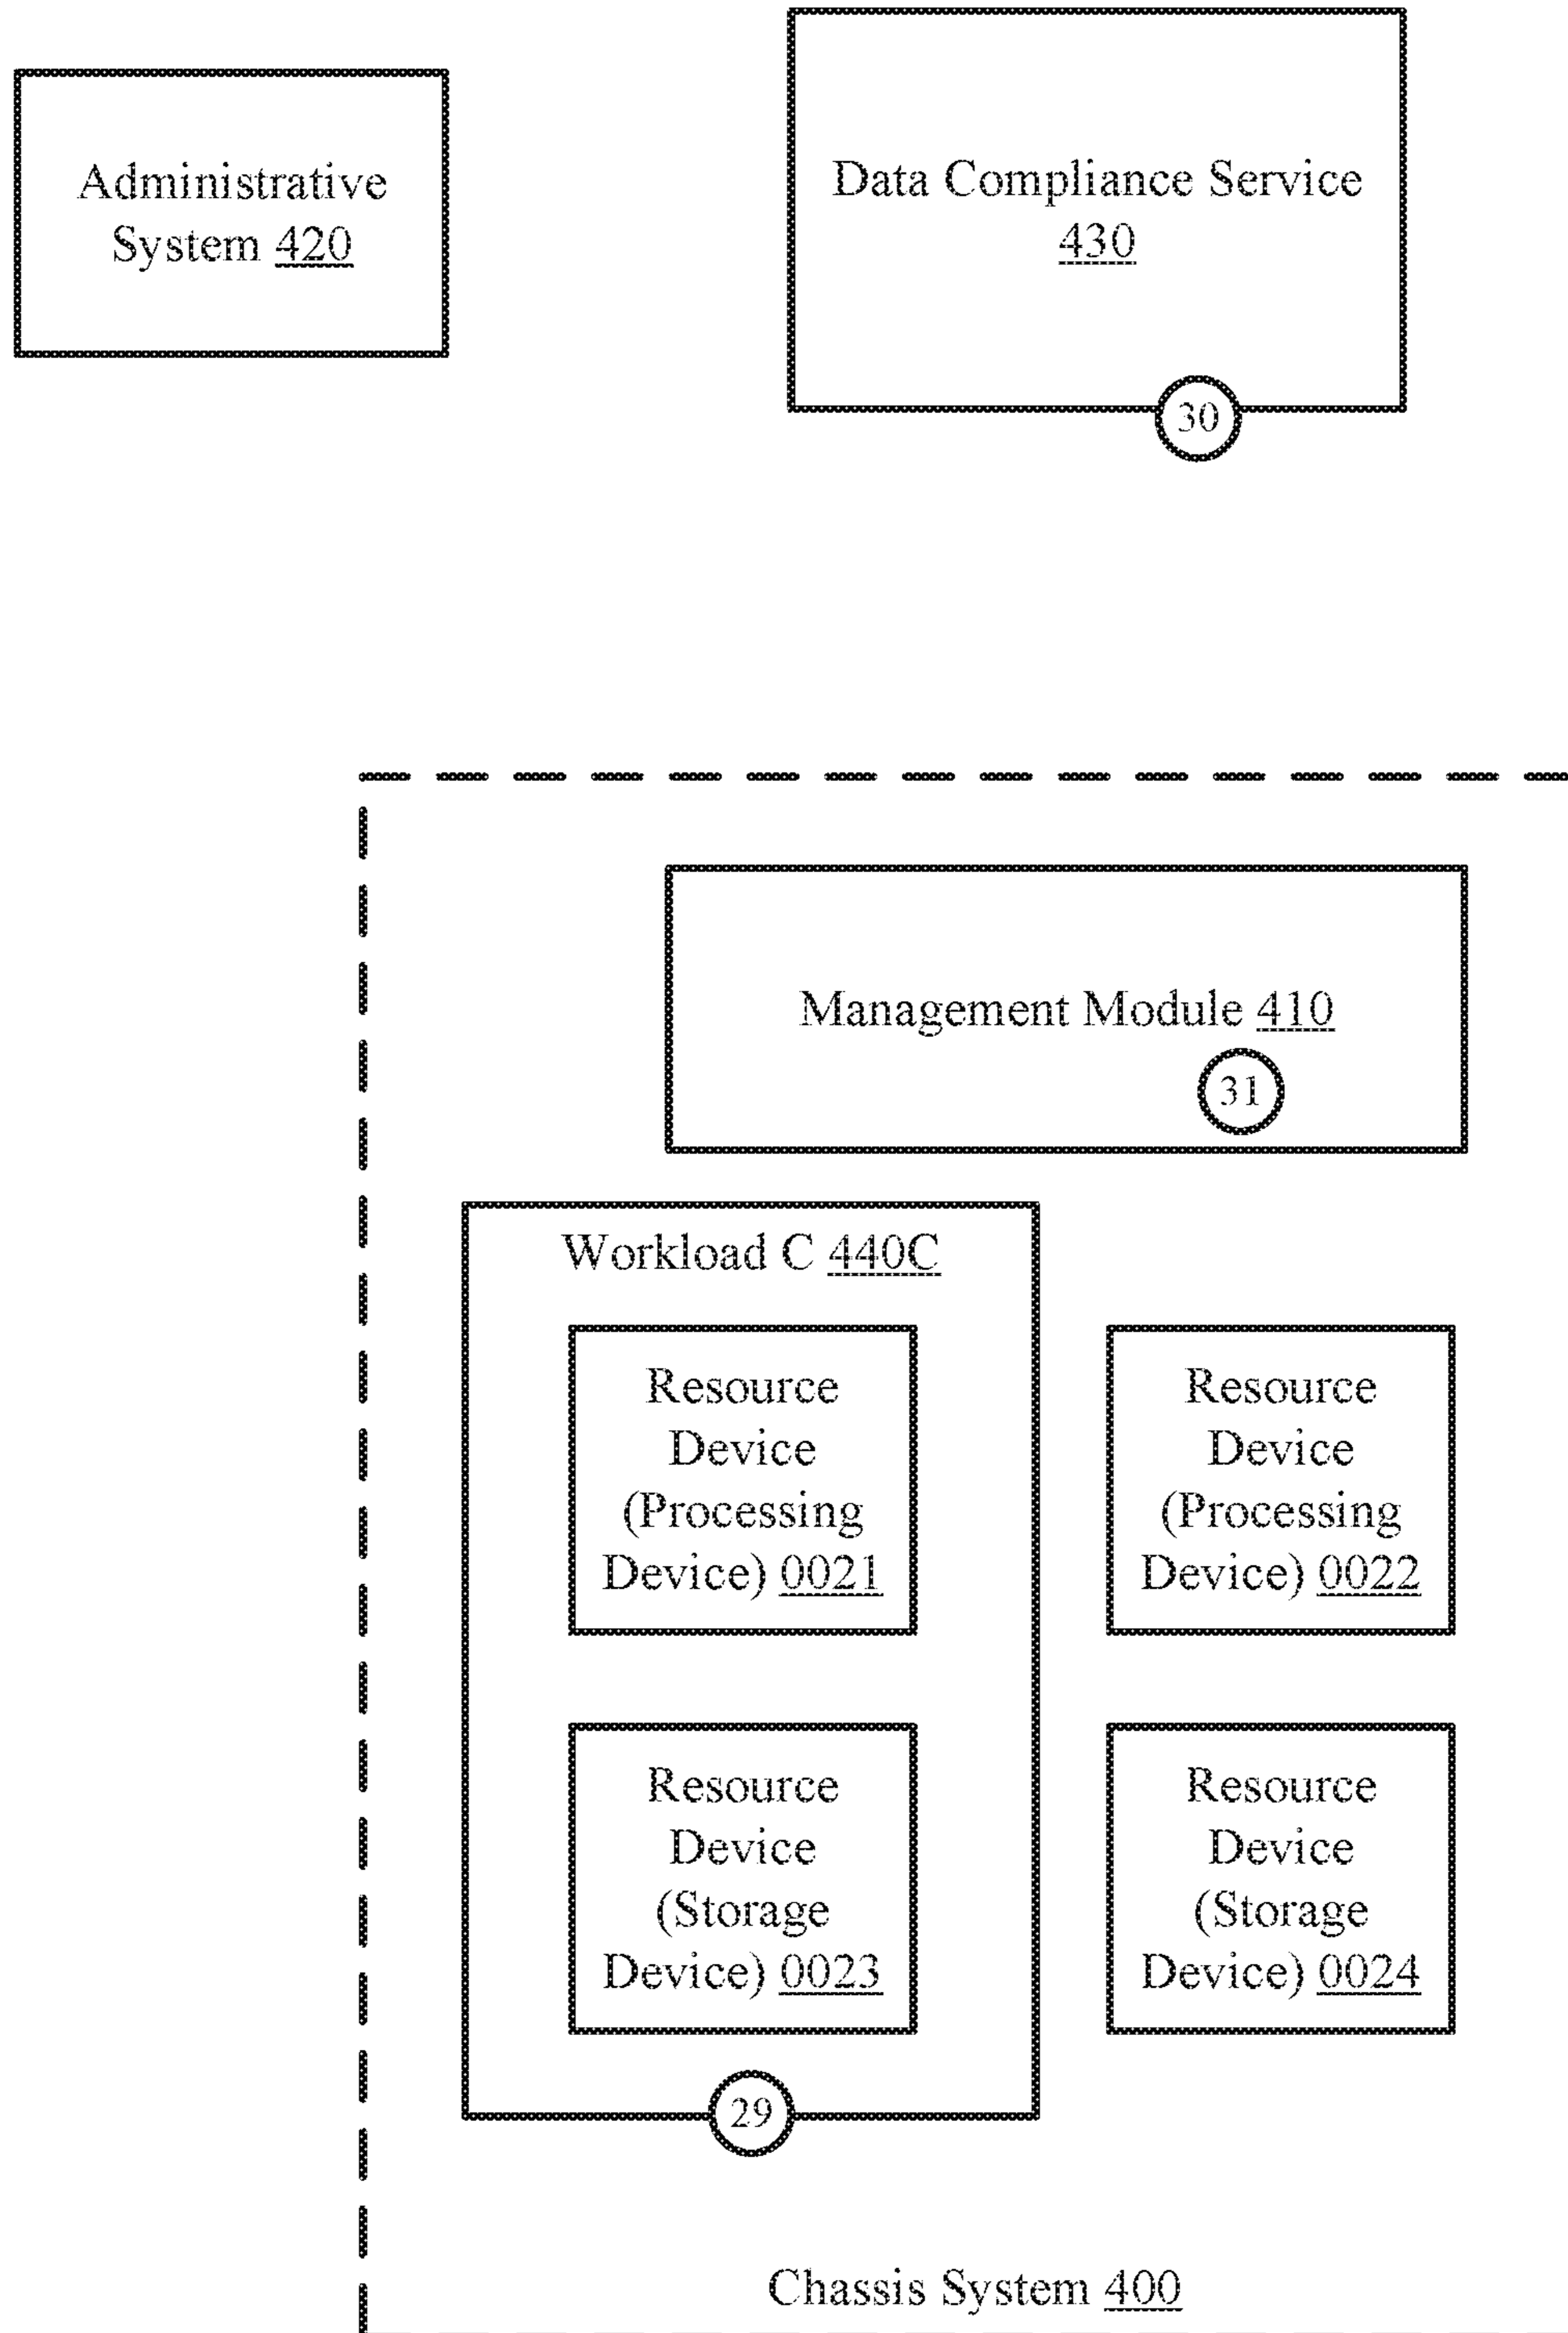 Administrative
System 420
Data Compliance Service
430
30
Management Module 410
31
Workload C 440C
Resource
Device
(Processing
Device) 0021
Resource
Device
(Processing
Device) 0022
Resource
Device
(Storage
Device) 0023
Resource
Device
(Storage
Device) 0024
29
Chassis System 400